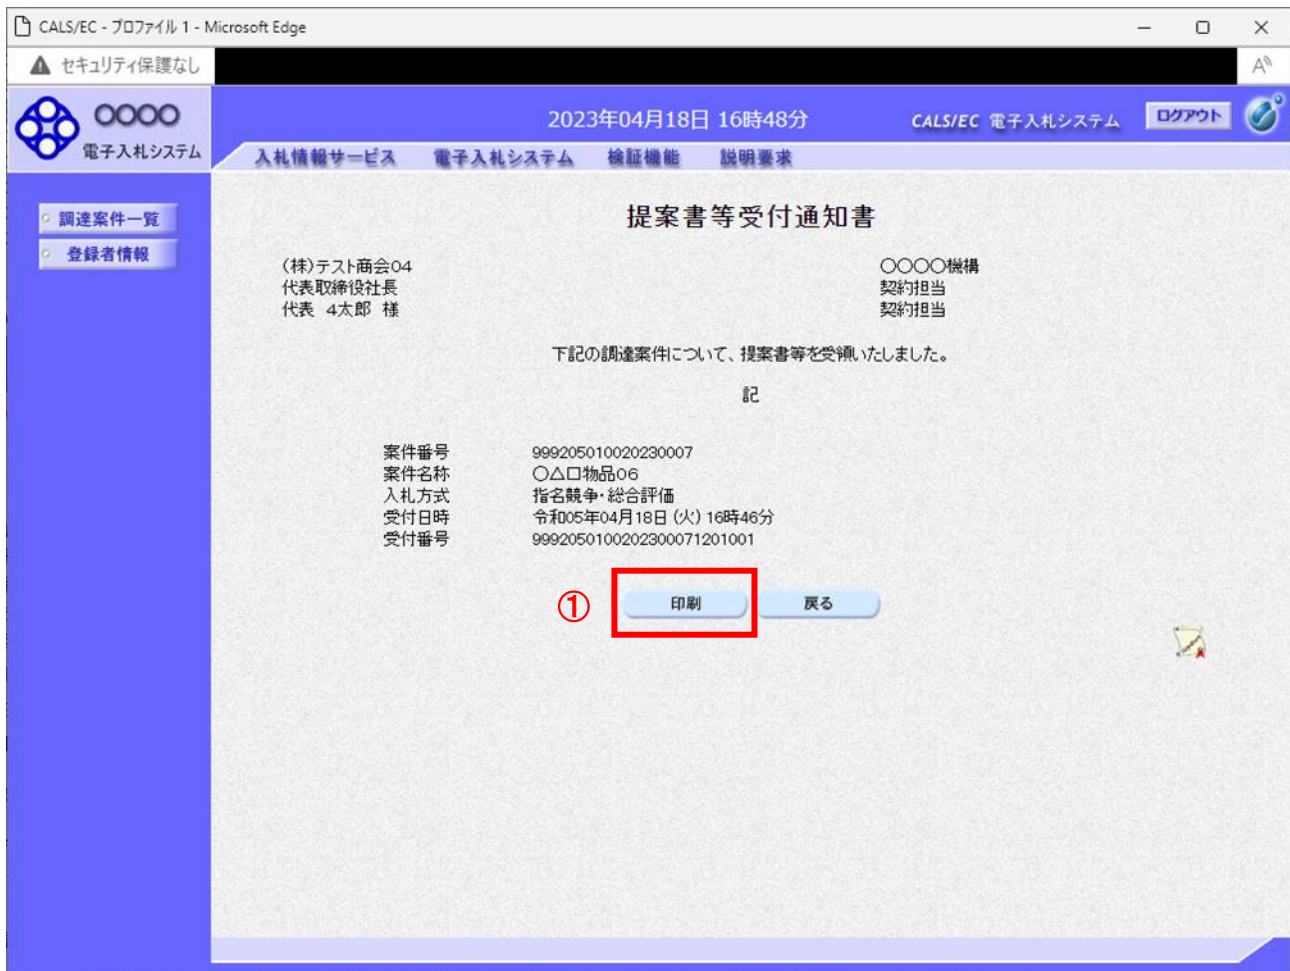 CALS/EC - プロファイル 1 - Microsoft Edge
セキュリティ保護なし
〇〇〇〇
電子入札システム
2023年04月18日 16時48分
CALS/EC 電子入札システム
ログアウト
入札情報サービス 電子入札システム 検証機能 説明要求
調達案件一覧
登録者情報
提案書等受付通知書
(株)テスト商会04
代表取締役社長
代表 4太郎 様
〇〇〇〇機構
契約担当
契約担当
下記の調達案件について、提案書等を受領いたしました。
記
案件番号 999205010020230007
案件名称 〇△口物品06
入札方式 指名競争・総合評価
受付日時 令和05年04月18日 (火) 16時46分
受付番号 9992050100202300071201001
① 印刷 戻る